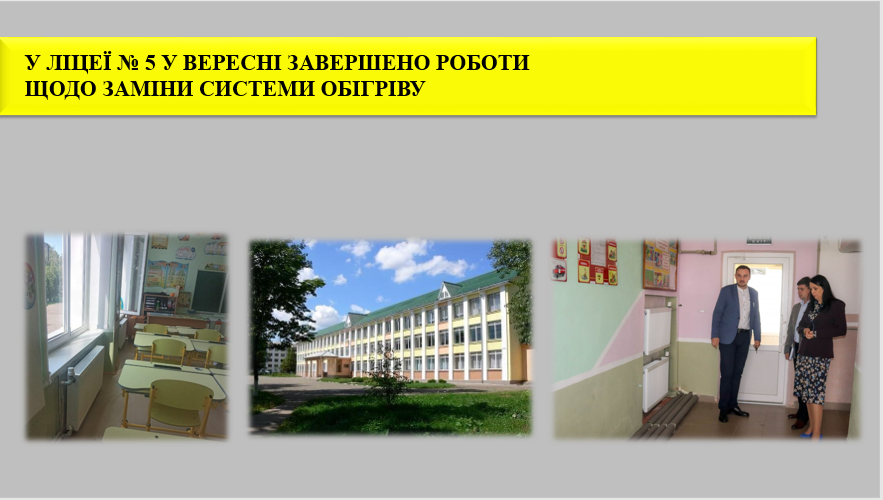 У ЛІЦЕЇ № 5 У ВЕРЕСНІ ЗАВЕРШЕНО РОБОТИ
ЩОДО ЗАМІНИ СИСТЕМИ ОБІГРІВУ